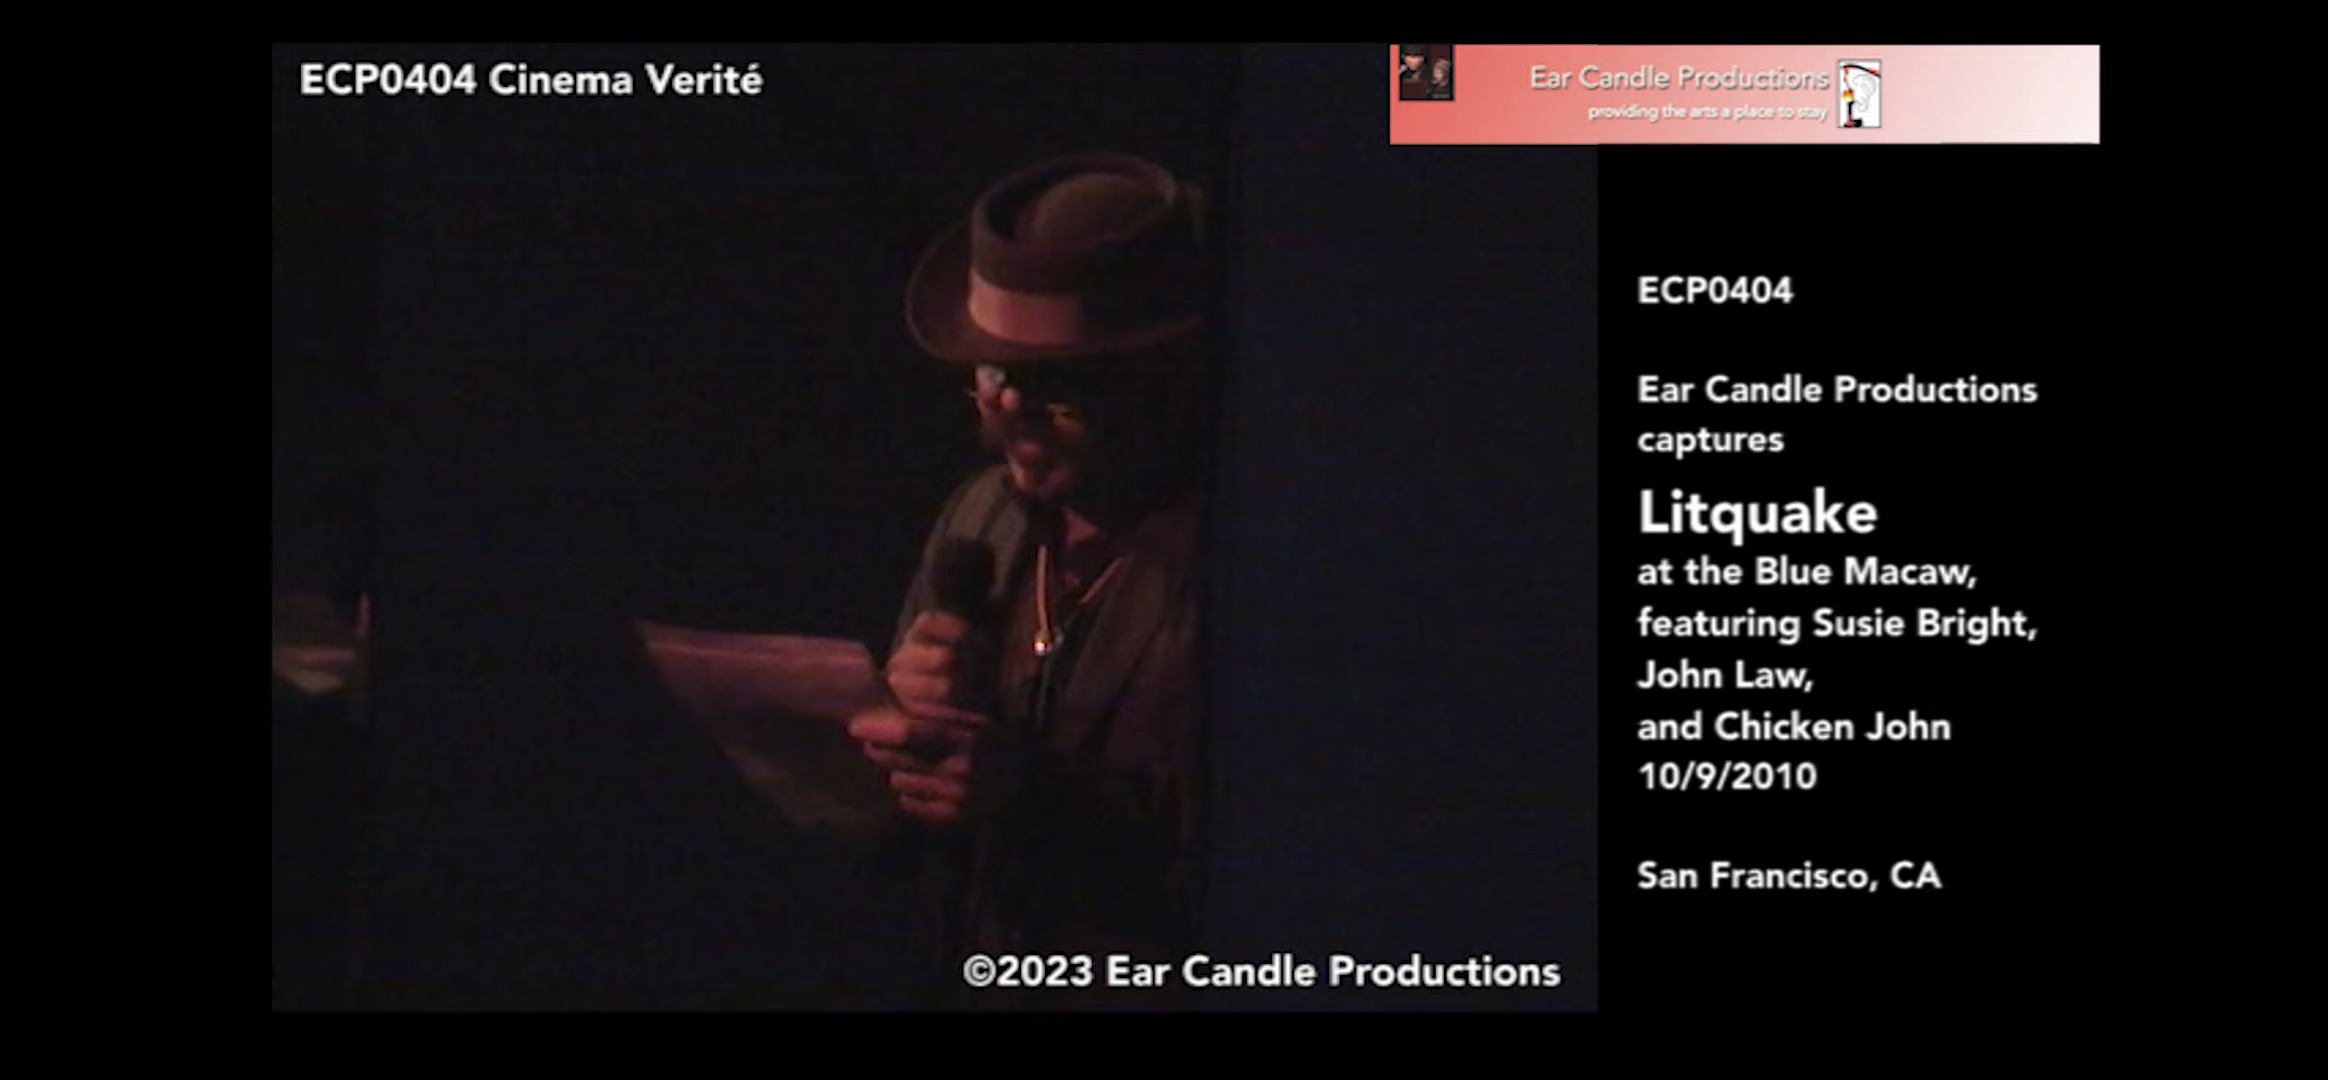 ECP0404 Cinema Verité
Ear Candle Productions
providing the arts a place to stay
ECP0404
Ear Candle Productions
captures
Litquake
at the Blue Macaw,
featuring Susie Bright,
John Law,
and Chicken John
10/9/2010
San Francisco, CA
©2023 Ear Candle Productions